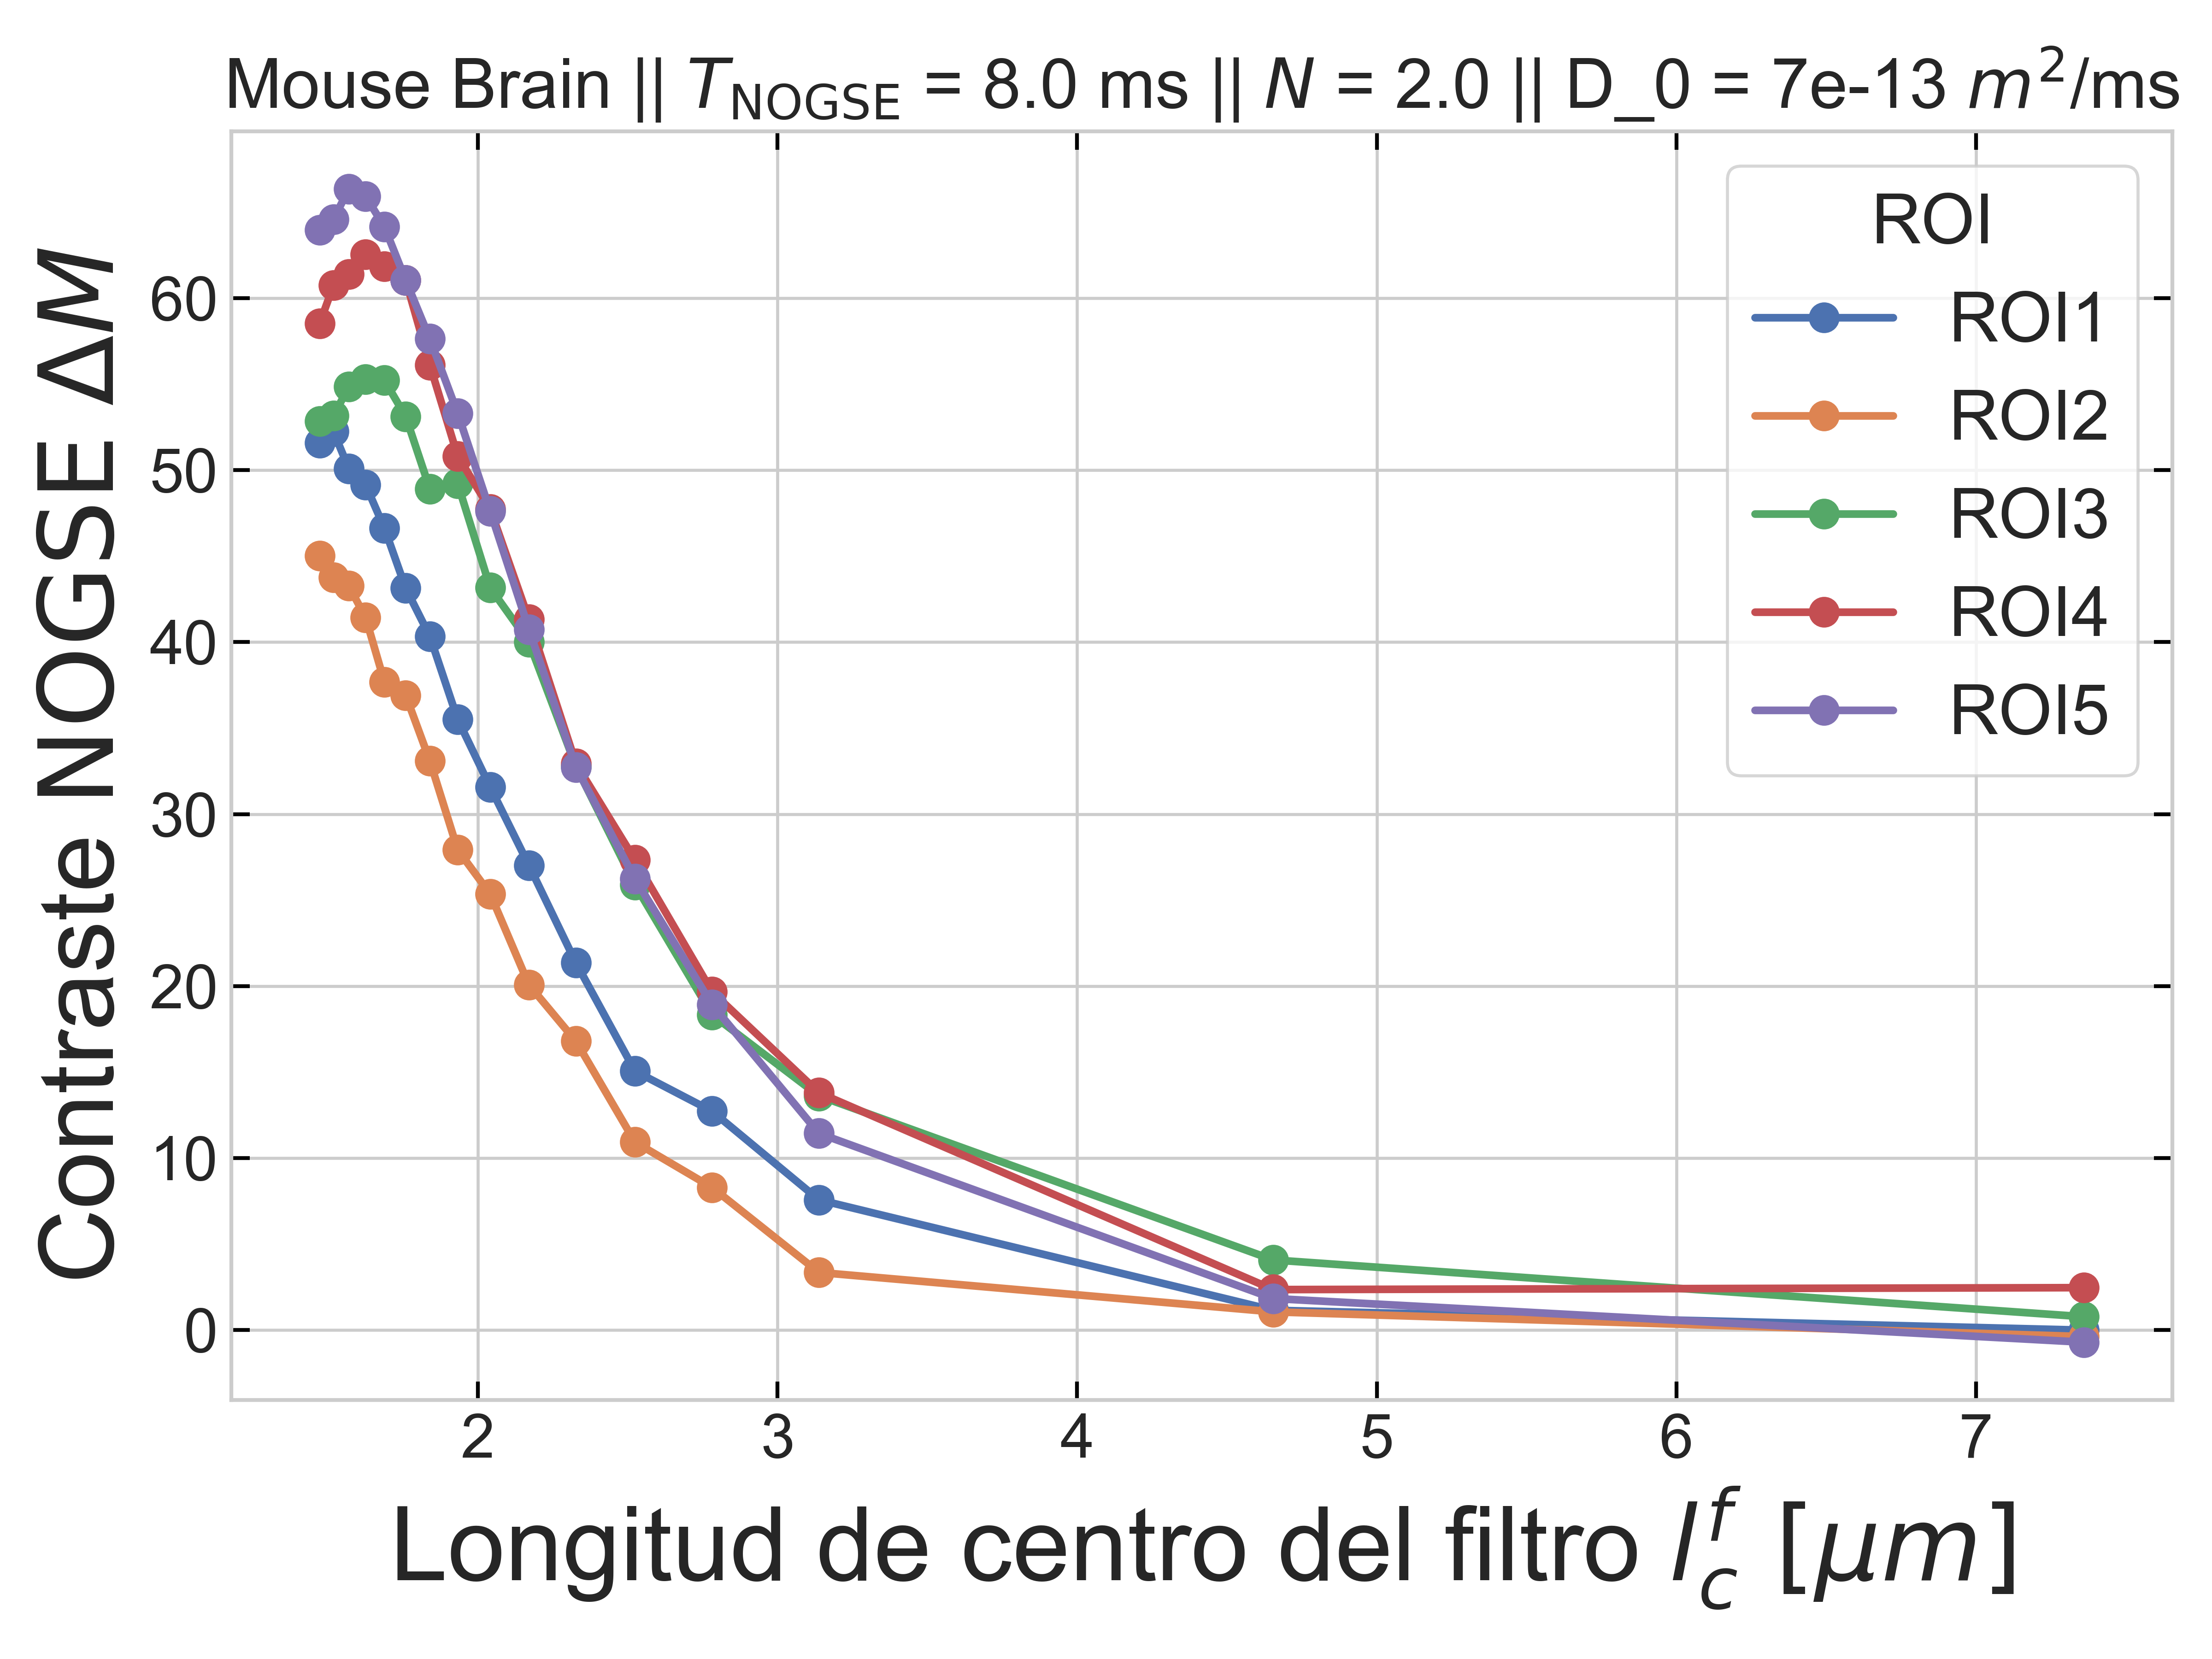 Mouse Brain || T_NOGSE = 8.0 ms || N = 2.0 || D_0 = 7e-13 m²/ms
Contraste NOGSE ΔM
60
50
40
30
20
10
0
ROI
ROI1
ROI2
ROI3
ROI4
ROI5
2 3 4 5 6 7
Longitud de centro del filtro l_c^f [μm]